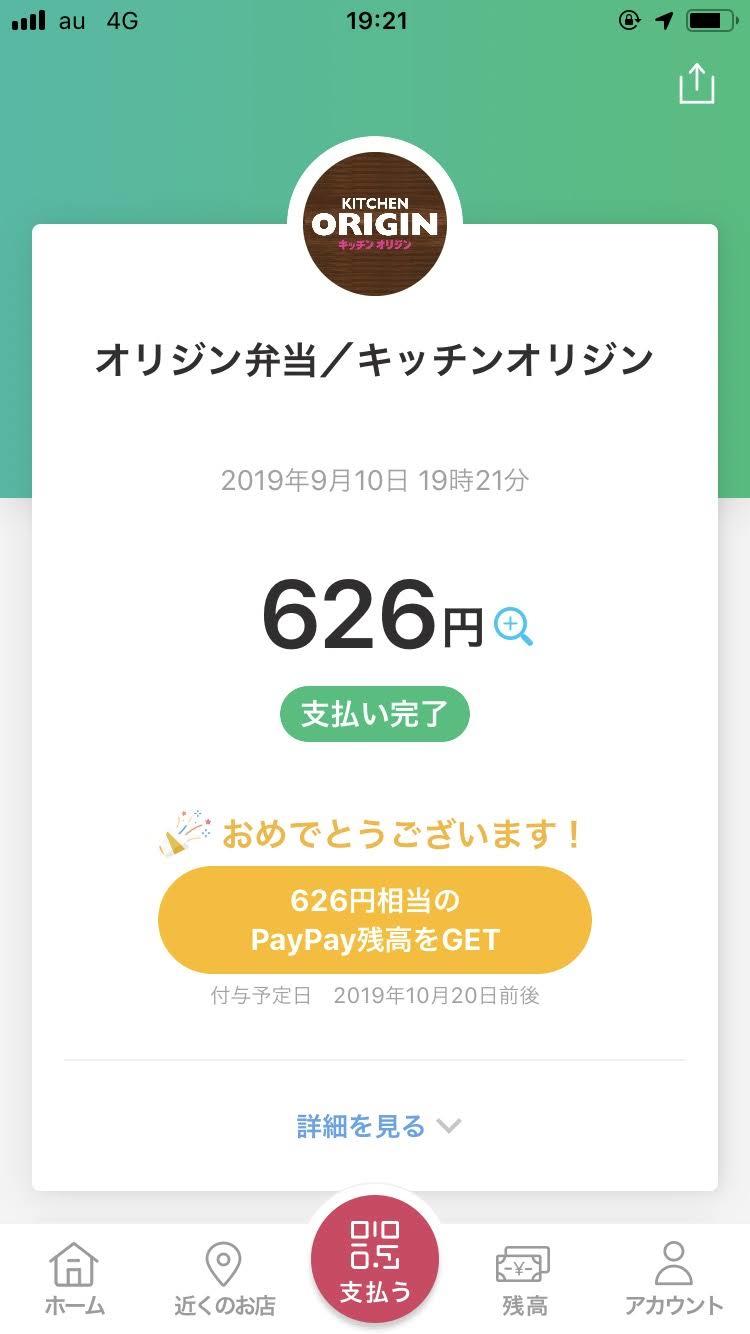 au 4G 19:21
KITCHEN
ORIGIN
キッチン オリジン
オリジン弁当／キッチンオリジン
2019年9月10日 19時21分
626円
支払い完了
おめでとうございます！
626円相当の
PayPay残高をGET
付与予定日　2019年10月20日前後
詳細を見る
ホーム 近くのお店 支払う 残高 アカウント